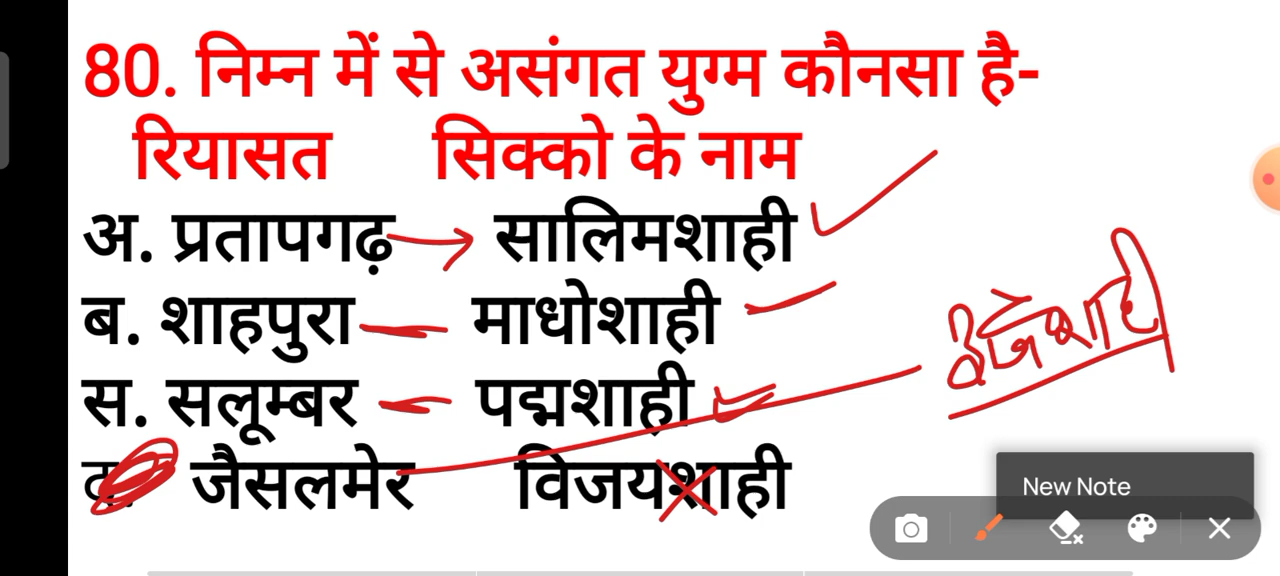 80. निम्न में से असंगत युग्म कौनसा है-
रियासत सिक्को के नाम
अ. प्रतापगढ़ सालिमशाही
ब. शाहपुरा माधोशाही
स. सलूम्बर पद्मशाही
द. जैसलमेर विजयशाही
New Note